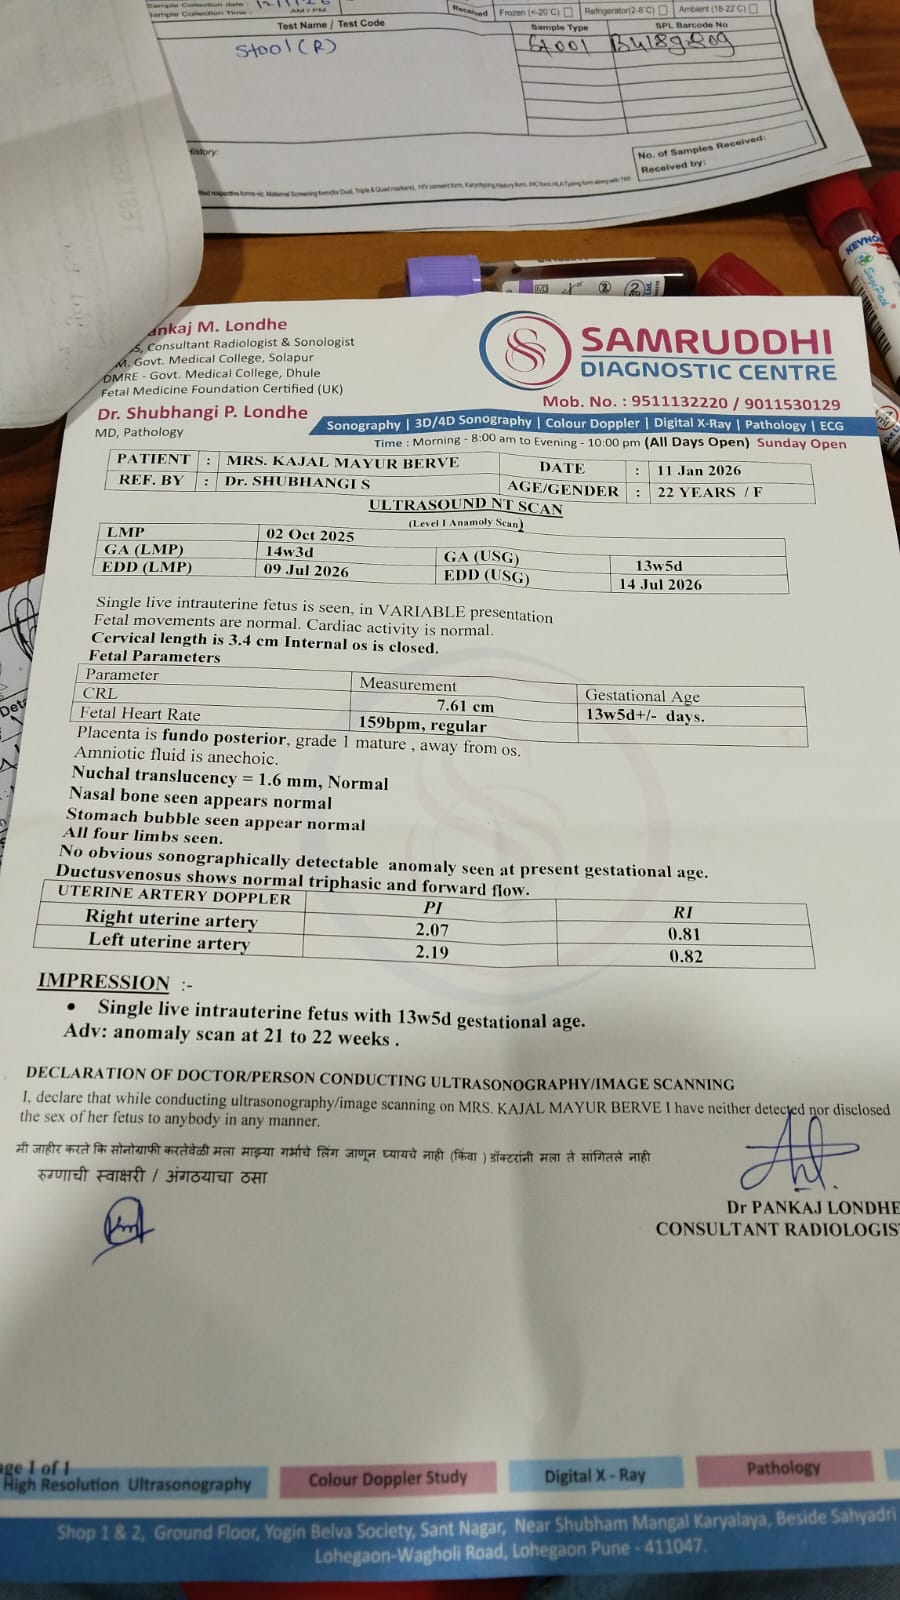 Sample Collection date :
Sample Collection Time : AM / PM
Received Frozen (<-20°C) Refrigerator(2-8°C) Ambient (18-22°C)
Test Name / Test Code Sample Type SPL Barcode No
Stool (R) Stool
History:
No. of Samples Received:
Received by:
ankaj M. Londhe
Consultant Radiologist & Sonologist
Govt. Medical College, Solapur
DMRE - Govt. Medical College, Dhule
Fetal Medicine Foundation Certified (UK)
Dr. Shubhangi P. Londhe
MD, Pathology
SAMRUDDHI
DIAGNOSTIC CENTRE
Mob. No. : 9511132220 / 9011530129
Sonography | 3D/4D Sonography | Colour Doppler | Digital X-Ray | Pathology | ECG
Time : Morning - 8:00 am to Evening - 10:00 pm (All Days Open) Sunday Open
PATIENT : MRS. KAJAL MAYUR BERVE DATE : 11 Jan 2026
REF. BY : Dr. SHUBHANGI S AGE/GENDER : 22 YEARS / F
ULTRASOUND NT SCAN
(Level I Anamoly Scan)
LMP 02 Oct 2025
GA (LMP) 14w3d GA (USG) 13w5d
EDD (LMP) 09 Jul 2026 EDD (USG) 14 Jul 2026
Single live intrauterine fetus is seen, in VARIABLE presentation
Fetal movements are normal. Cardiac activity is normal.
Cervical length is 3.4 cm Internal os is closed.
Fetal Parameters
Parameter Measurement Gestational Age
CRL 7.61 cm 13w5d+/- days.
Fetal Heart Rate 159bpm, regular
Placenta is fundo posterior, grade 1 mature , away from os.
Amniotic fluid is anechoic.
Nuchal translucency = 1.6 mm, Normal
Nasal bone seen appears normal
Stomach bubble seen appear normal
All four limbs seen.
No obvious sonographically detectable anomaly seen at present gestational age.
Ductusvenosus shows normal triphasic and forward flow.
UTERINE ARTERY DOPPLER PI RI
Right uterine artery 2.07 0.81
Left uterine artery 2.19 0.82
IMPRESSION :-
• Single live intrauterine fetus with 13w5d gestational age.
Adv: anomaly scan at 21 to 22 weeks .
DECLARATION OF DOCTOR/PERSON CONDUCTING ULTRASONOGRAPHY/IMAGE SCANNING
I, declare that while conducting ultrasonography/image scanning on MRS. KAJAL MAYUR BERVE I have neither detected nor disclosed
the sex of her fetus to anybody in any manner.
मी जाहीर करते कि सोनोग्राफी करतेवेळी मला माझ्या गर्भाचे लिंग जाणून घ्यायचे नाही (किंवा ) डॉक्टरांनी मला ते सांगितले नाही
रुग्णाची स्वाक्षरी / अंगठयाचा ठसा
Dr PANKAJ LONDHE
CONSULTANT RADIOLOGIS
age 1 of 1
High Resolution Ultrasonography Colour Doppler Study Digital X - Ray Pathology
Shop 1 & 2, Ground Floor, Yogin Belva Society, Sant Nagar, Near Shubham Mangal Karyalaya, Beside Sahyadri
Lohegaon-Wagholi Road, Lohegaon Pune - 411047.